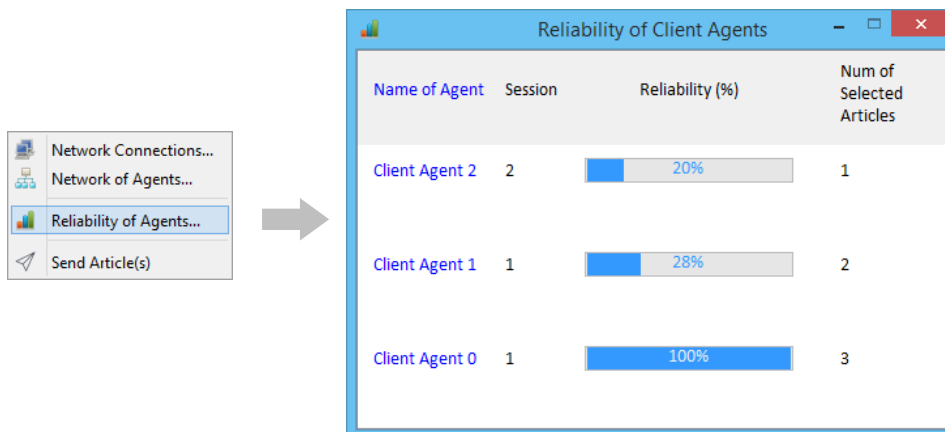 Network Connections...
Network of Agents...
Reliability of Agents...
Send Article(s)
Reliability of Client Agents
Name of Agent Session Reliability (%) Num of
Selected
Articles
Client Agent 2 2 20% 1
Client Agent 1 1 28% 2
Client Agent 0 1 100% 3